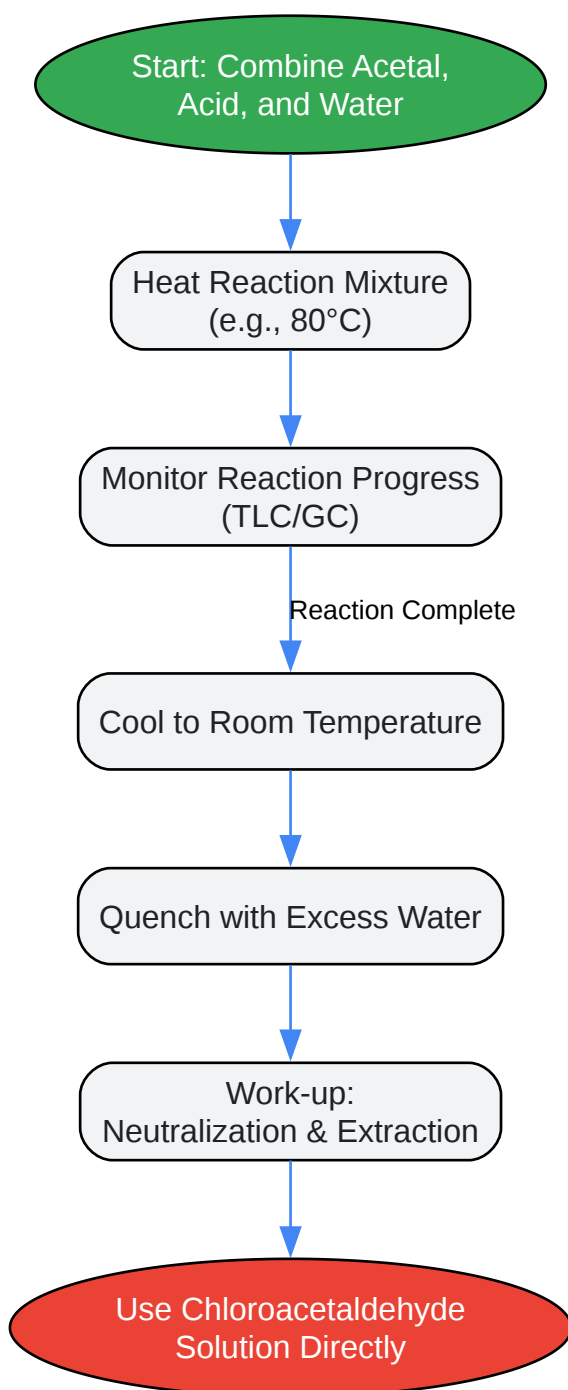 Start: Combine Acetal,
Acid, and Water
Heat Reaction Mixture
(e.g., 80°C)
Monitor Reaction Progress
(TLC/GC)
Reaction Complete
Cool to Room Temperature
Quench with Excess Water
Work-up:
Neutralization & Extraction
Use Chloroacetaldehyde
Solution Directly